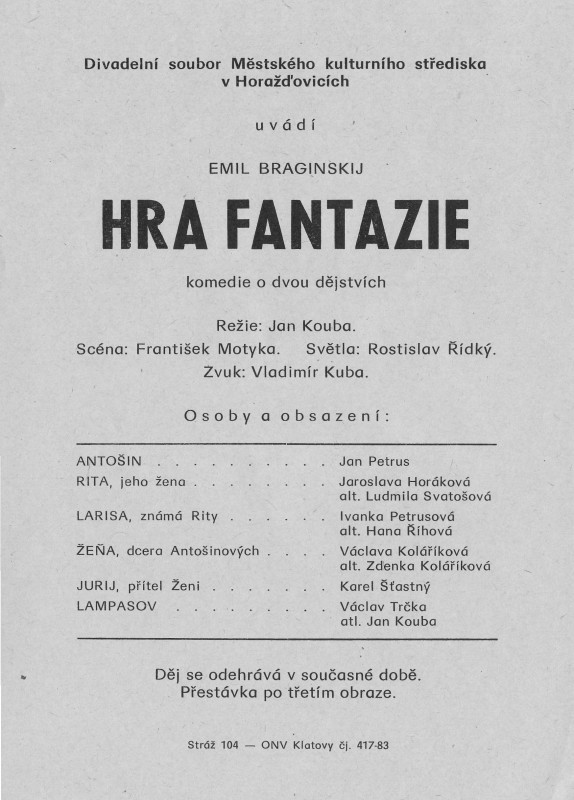 Divadelní soubor Městského kulturního střediska
v Horažďovicích
uvádí
EMIL BRAGINSKIJ
HRA FANTAZIE
komedie o dvou dějstvích
Režie: Jan Kouba.
Scéna: František Motyka. Světla: Rostislav Řídký.
Zvuk: Vladimír Kuba.
Osoby a obsazení:
ANTOŠIN . . . . . . . . . . Jan Petrus
RITA, jeho žena . . . . . . . . Jaroslava Horáková
alt. Ludmila Svatošová
LARISA, známá Rity . . . . . . Ivanka Petrusová
alt. Hana Říhová
ŽEŇA, dcera Antošinových . . . . Václava Koláříková
alt. Zdenka Koláříková
JURIJ, přítel Ženi . . . . . . . Karel Šťastný
LAMPASOV . . . . . . . . . Václav Trčka
atl. Jan Kouba
Děj se odehrává v současné době.
Přestávka po třetím obraze.
Stráž 104 — ONV Klatovy čj. 417-83